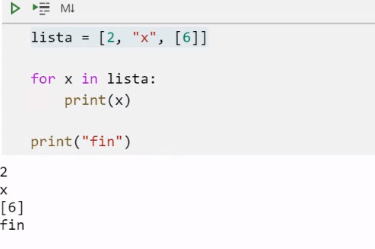 M↓
lista = [2, "x", [6]]
for x in lista:
    print(x)
print("fin")
2
x
[6]
fin